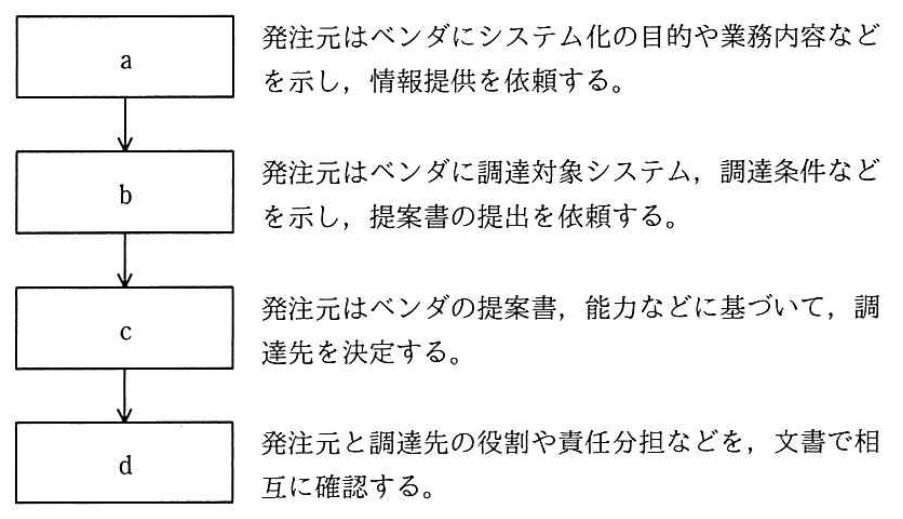 a
発注元はベンダにシステム化の目的や業務内容など
を示し，情報提供を依頼する。
b
発注元はベンダに調達対象システム，調達条件など
を示し，提案書の提出を依頼する。
c
発注元はベンダの提案書，能力などに基づいて，調
達先を決定する。
d
発注元と調達先の役割や責任分担などを，文書で相
互に確認する。